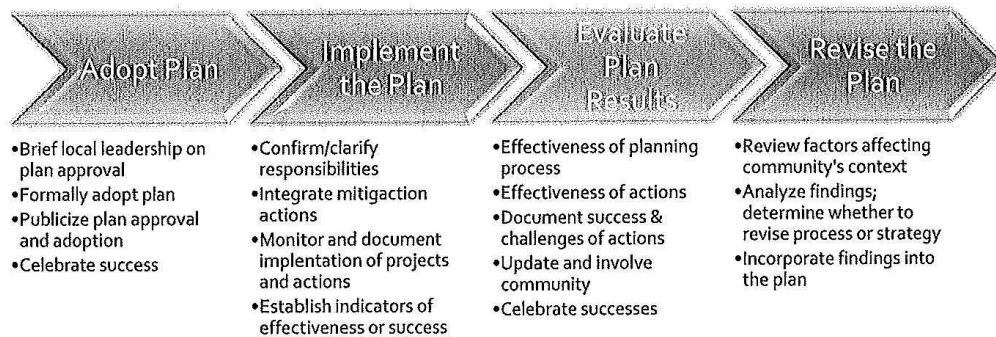 Adopt Plan
•Brief local leadership on
plan approval
•Formally adopt plan
•Publicize plan approval
and adoption
•Celebrate success
Implement
the Plan
•Confirm/clarify
responsibilities
•Integrate mitigaction
actions
•Monitor and document
implentation of projects
and actions
•Establish indicators of
effectiveness or success
Evaluate
Plan
Results
•Effectiveness of planning
process
•Effectiveness of actions
•Document success &
challenges of actions
•Update and involve
community
•Celebrate successes
Revise the
Plan
•Review factors affecting
community's context
•Analyze findings;
determine whether to
revise process or strategy
•Incorporate findings into
the plan